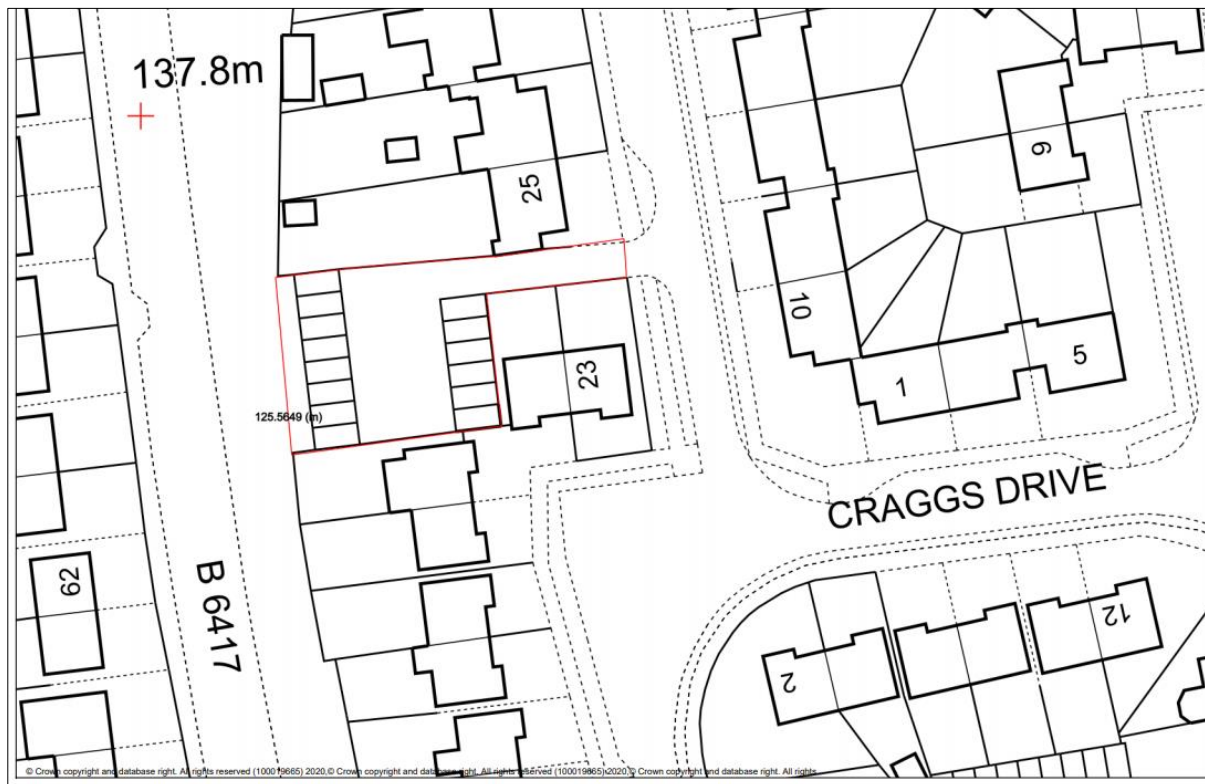 137.8m
25
9
10
23
1
5
125.5649 (m)
CRAGGS DRIVE
62
B 6417
2
12
© Crown copyright and database right. All rights reserved (100019665) 2020,© Crown copyright and database right. All rights reserved (100019665) 2020,© Crown copyright and database right. All rights